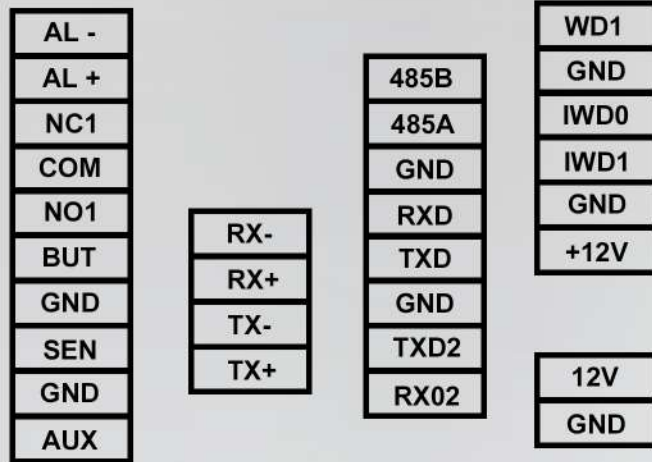 AL -
AL +
NC1
COM
NO1
BUT
GND
SEN
GND
AUX
RX-
RX+
TX-
TX+
485B
485A
GND
RXD
TXD
GND
TXD2
RX02
WD1
GND
IWD0
IWD1
GND
+12V
12V
GND